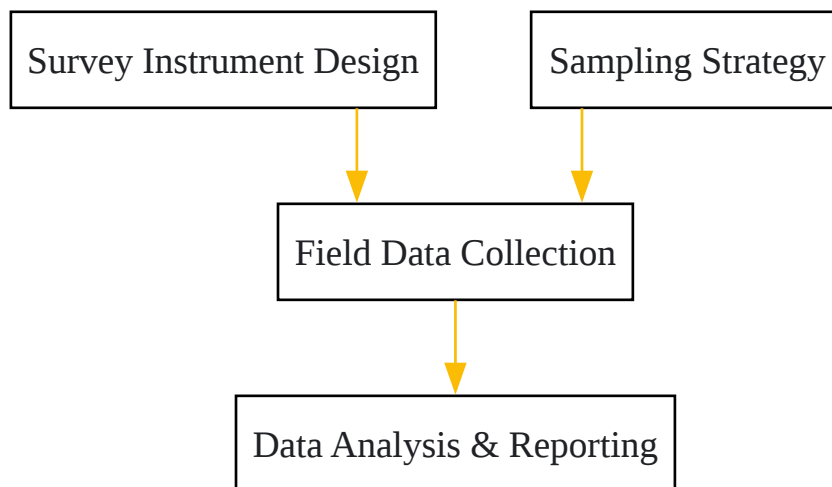 Survey Instrument Design
Sampling Strategy
Field Data Collection
Data Analysis & Reporting